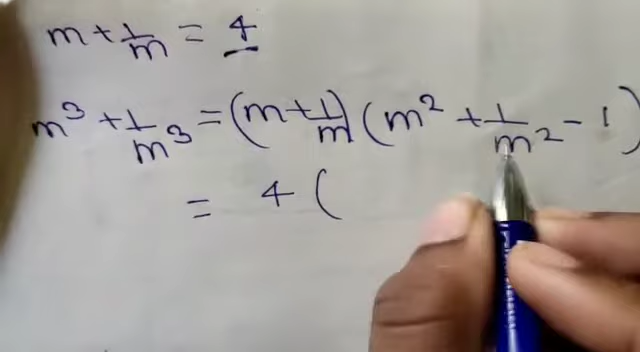 m + 1/m = 4
m³ + 1/m³ = (m + 1/m) (m² + 1/m² - 1)
= 4 (